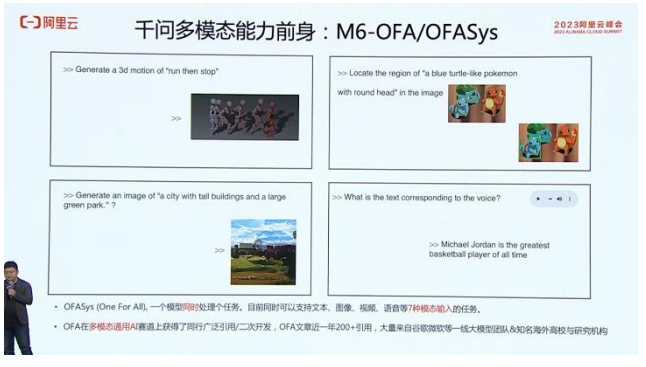 阿里云
千问多模态能力前身：M6-OFA/OFASys
2023阿里云峰会
2023 ALIBABA CLOUD SUMMIT
>> Generate a 3d motion of "run then stop"
>>
>> Locate the region of "a blue turtle-like pokemon
with round head" in the image
>> Generate an image of "a city with tall buildings and a large
green park." ?
>>
>> What is the text corresponding to the voice?
>> Michael Jordan is the greatest
basketball player of all time
• OFASys (One For All), 一个模型同时处理个任务。目前同时可以支持文本、图像、视频、语音等7种模态输入的任务。
• OFA在多模态通用AI赛道上获得了同行广泛引用/二次开发，OFA文章近一年200+引用，大量来自谷歌微软等一线大模型团队&知名海外高校与研究机构